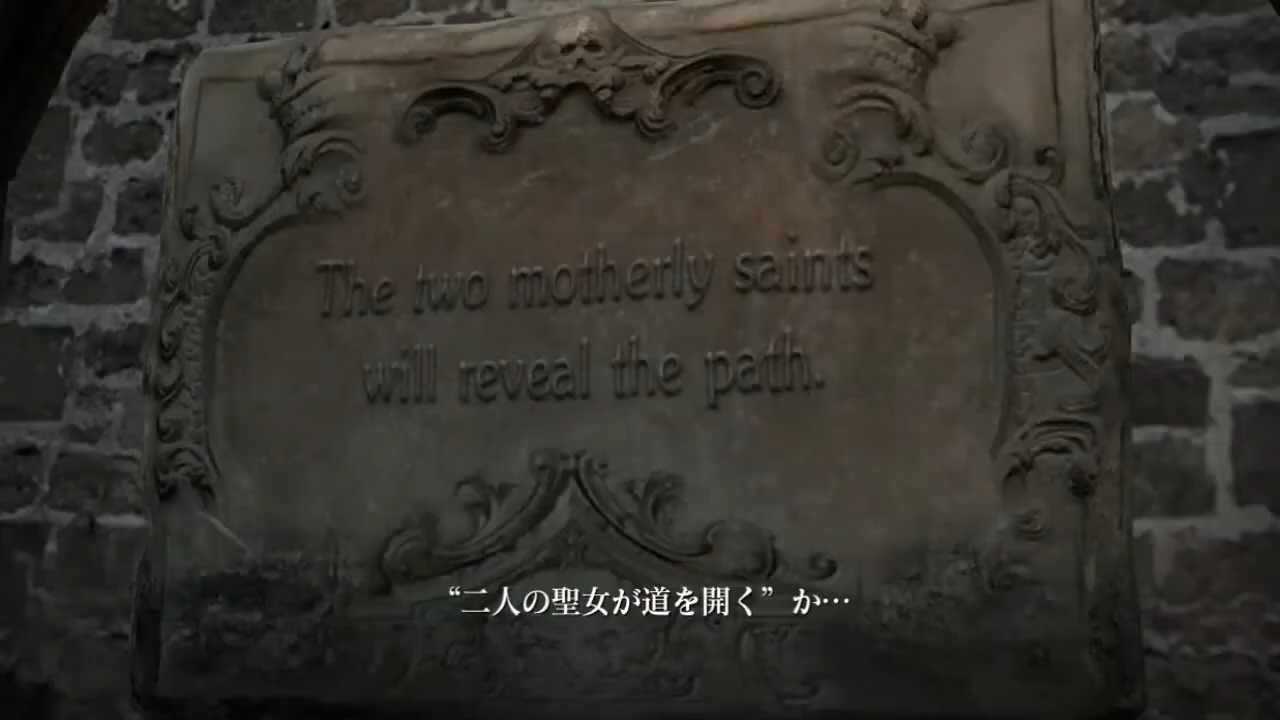 The two motherly saints
will reveal the path.
“二人の聖女が道を開く” か…